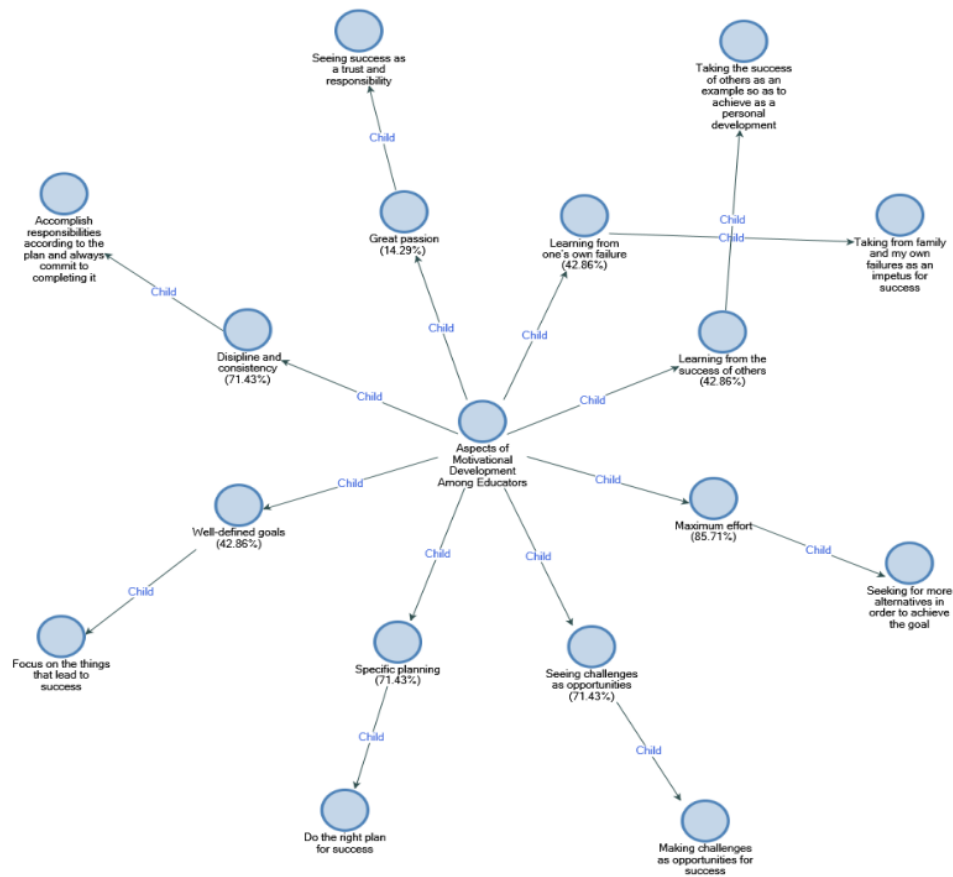 Seeing success as
a trust and
responsibility
Taking the success
of others as an
example so as to
achieve as a
personal
development
Child
Accomplish
responsibilities
according to the
plan and always
commit to
completing it
Great passion
(14.29%)
Learning from
one's own failure
(42.86%)
Child
Child
Taking from family
and my own
failures as an
impetus for
success
Child
Disipline and
consistency
(71.43%)
Child
Child
Learning from the
success of others
(42.86%)
Child
Child
Aspects of
Motivational
Development
Among Educators
Child
Child
Well-defined goals
(42.86%)
Maximum effort
(85.71%)
Child
Child
Child
Seeking for more
alternatives in
order to achieve
the goal
Child
Focus on the things
that lead to
success
Specific planning
(71.43%)
Seeing challenges
as opportunities
(71.43%)
Child
Child
Do the right plan
for success
Making challenges
as opportunities for
success